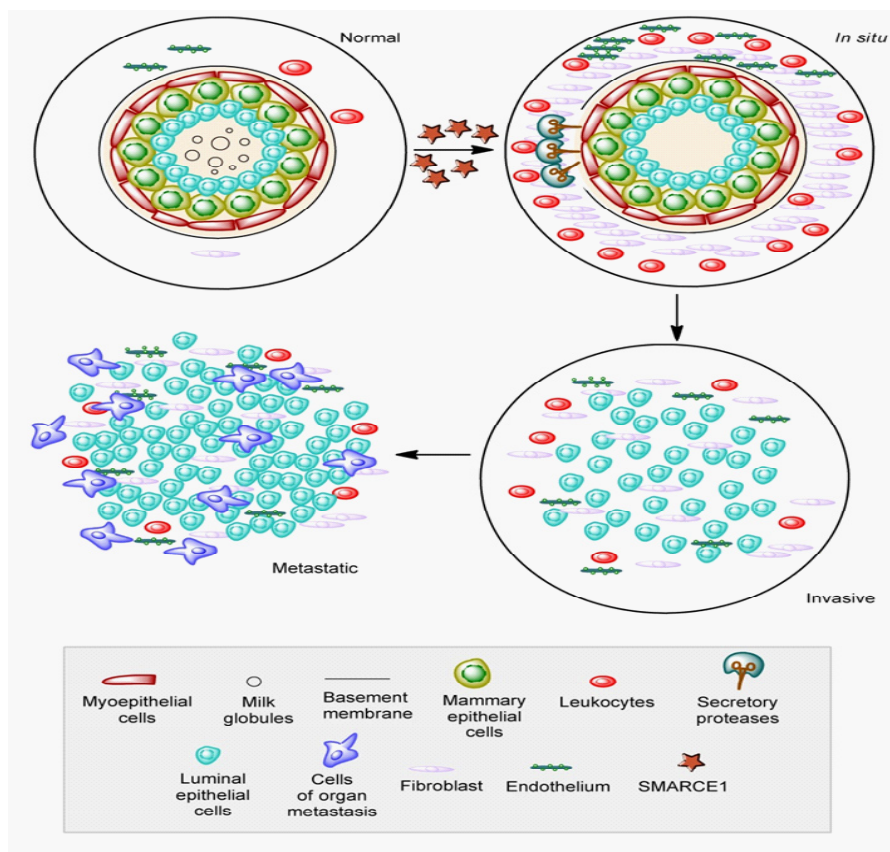 Normal
In situ
Metastatic
Invasive
Myoepithelial
cells
Milk
globules
Basement
membrane
Mammary
epithelial
cells
Leukocytes
Secretory
proteases
Luminal
epithelial
cells
Cells
of organ
metastasis
Fibroblast
Endothelium
SMARCE1